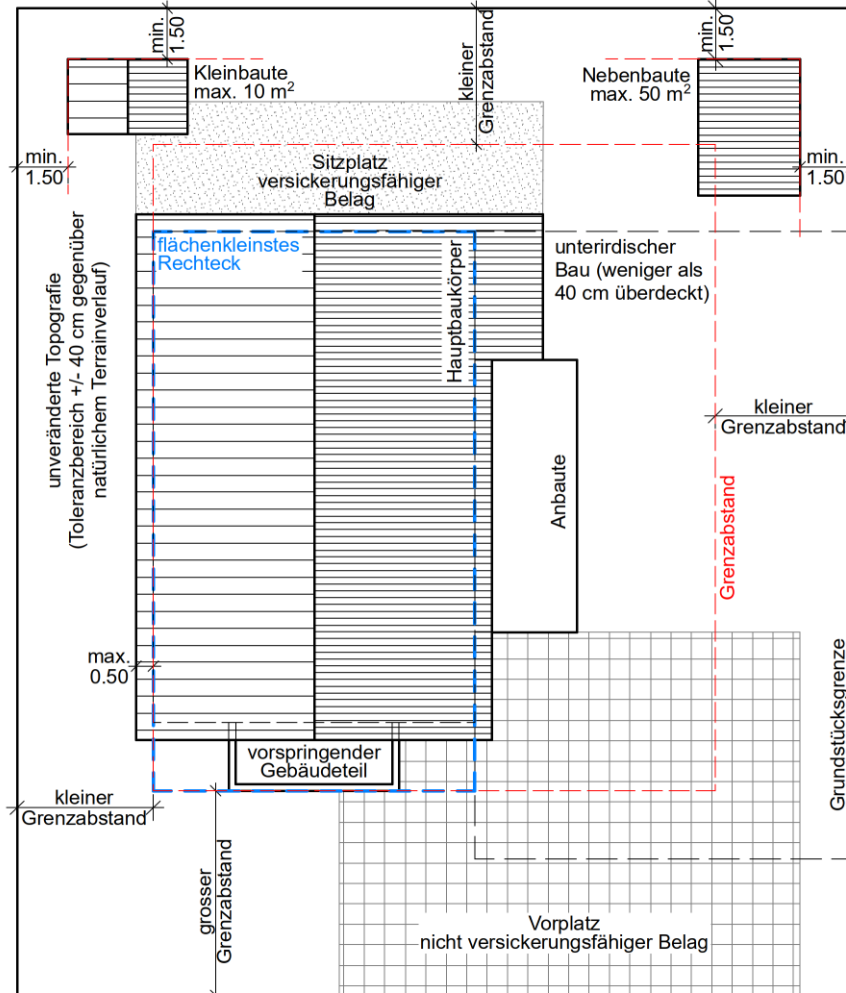 min.
1.50
kleiner
Grenzabstand
min.
1.50
Kleinbaute
max. 10 m²
Nebenbaute
max. 50 m²
min.
1.50
min.
1.50
Sitzplatz
versickerungsfähiger
Belag
flächenkleinstes
Rechteck
Hauptbaukörper
unterirdischer
Bau (weniger als
40 cm überdeckt)
unveränderte Topografie
(Toleranzbereich +/- 40 cm gegenüber
natürlichem Terrainverlauf)
kleiner
Grenzabstand
Anbaute
Grenzabstand
max.
0.50
Grundstücksgrenze
vorspringender
Gebäudeteil
kleiner
Grenzabstand
grosser
Grenzabstand
Vorplatz
nicht versickerungsfähiger Belag